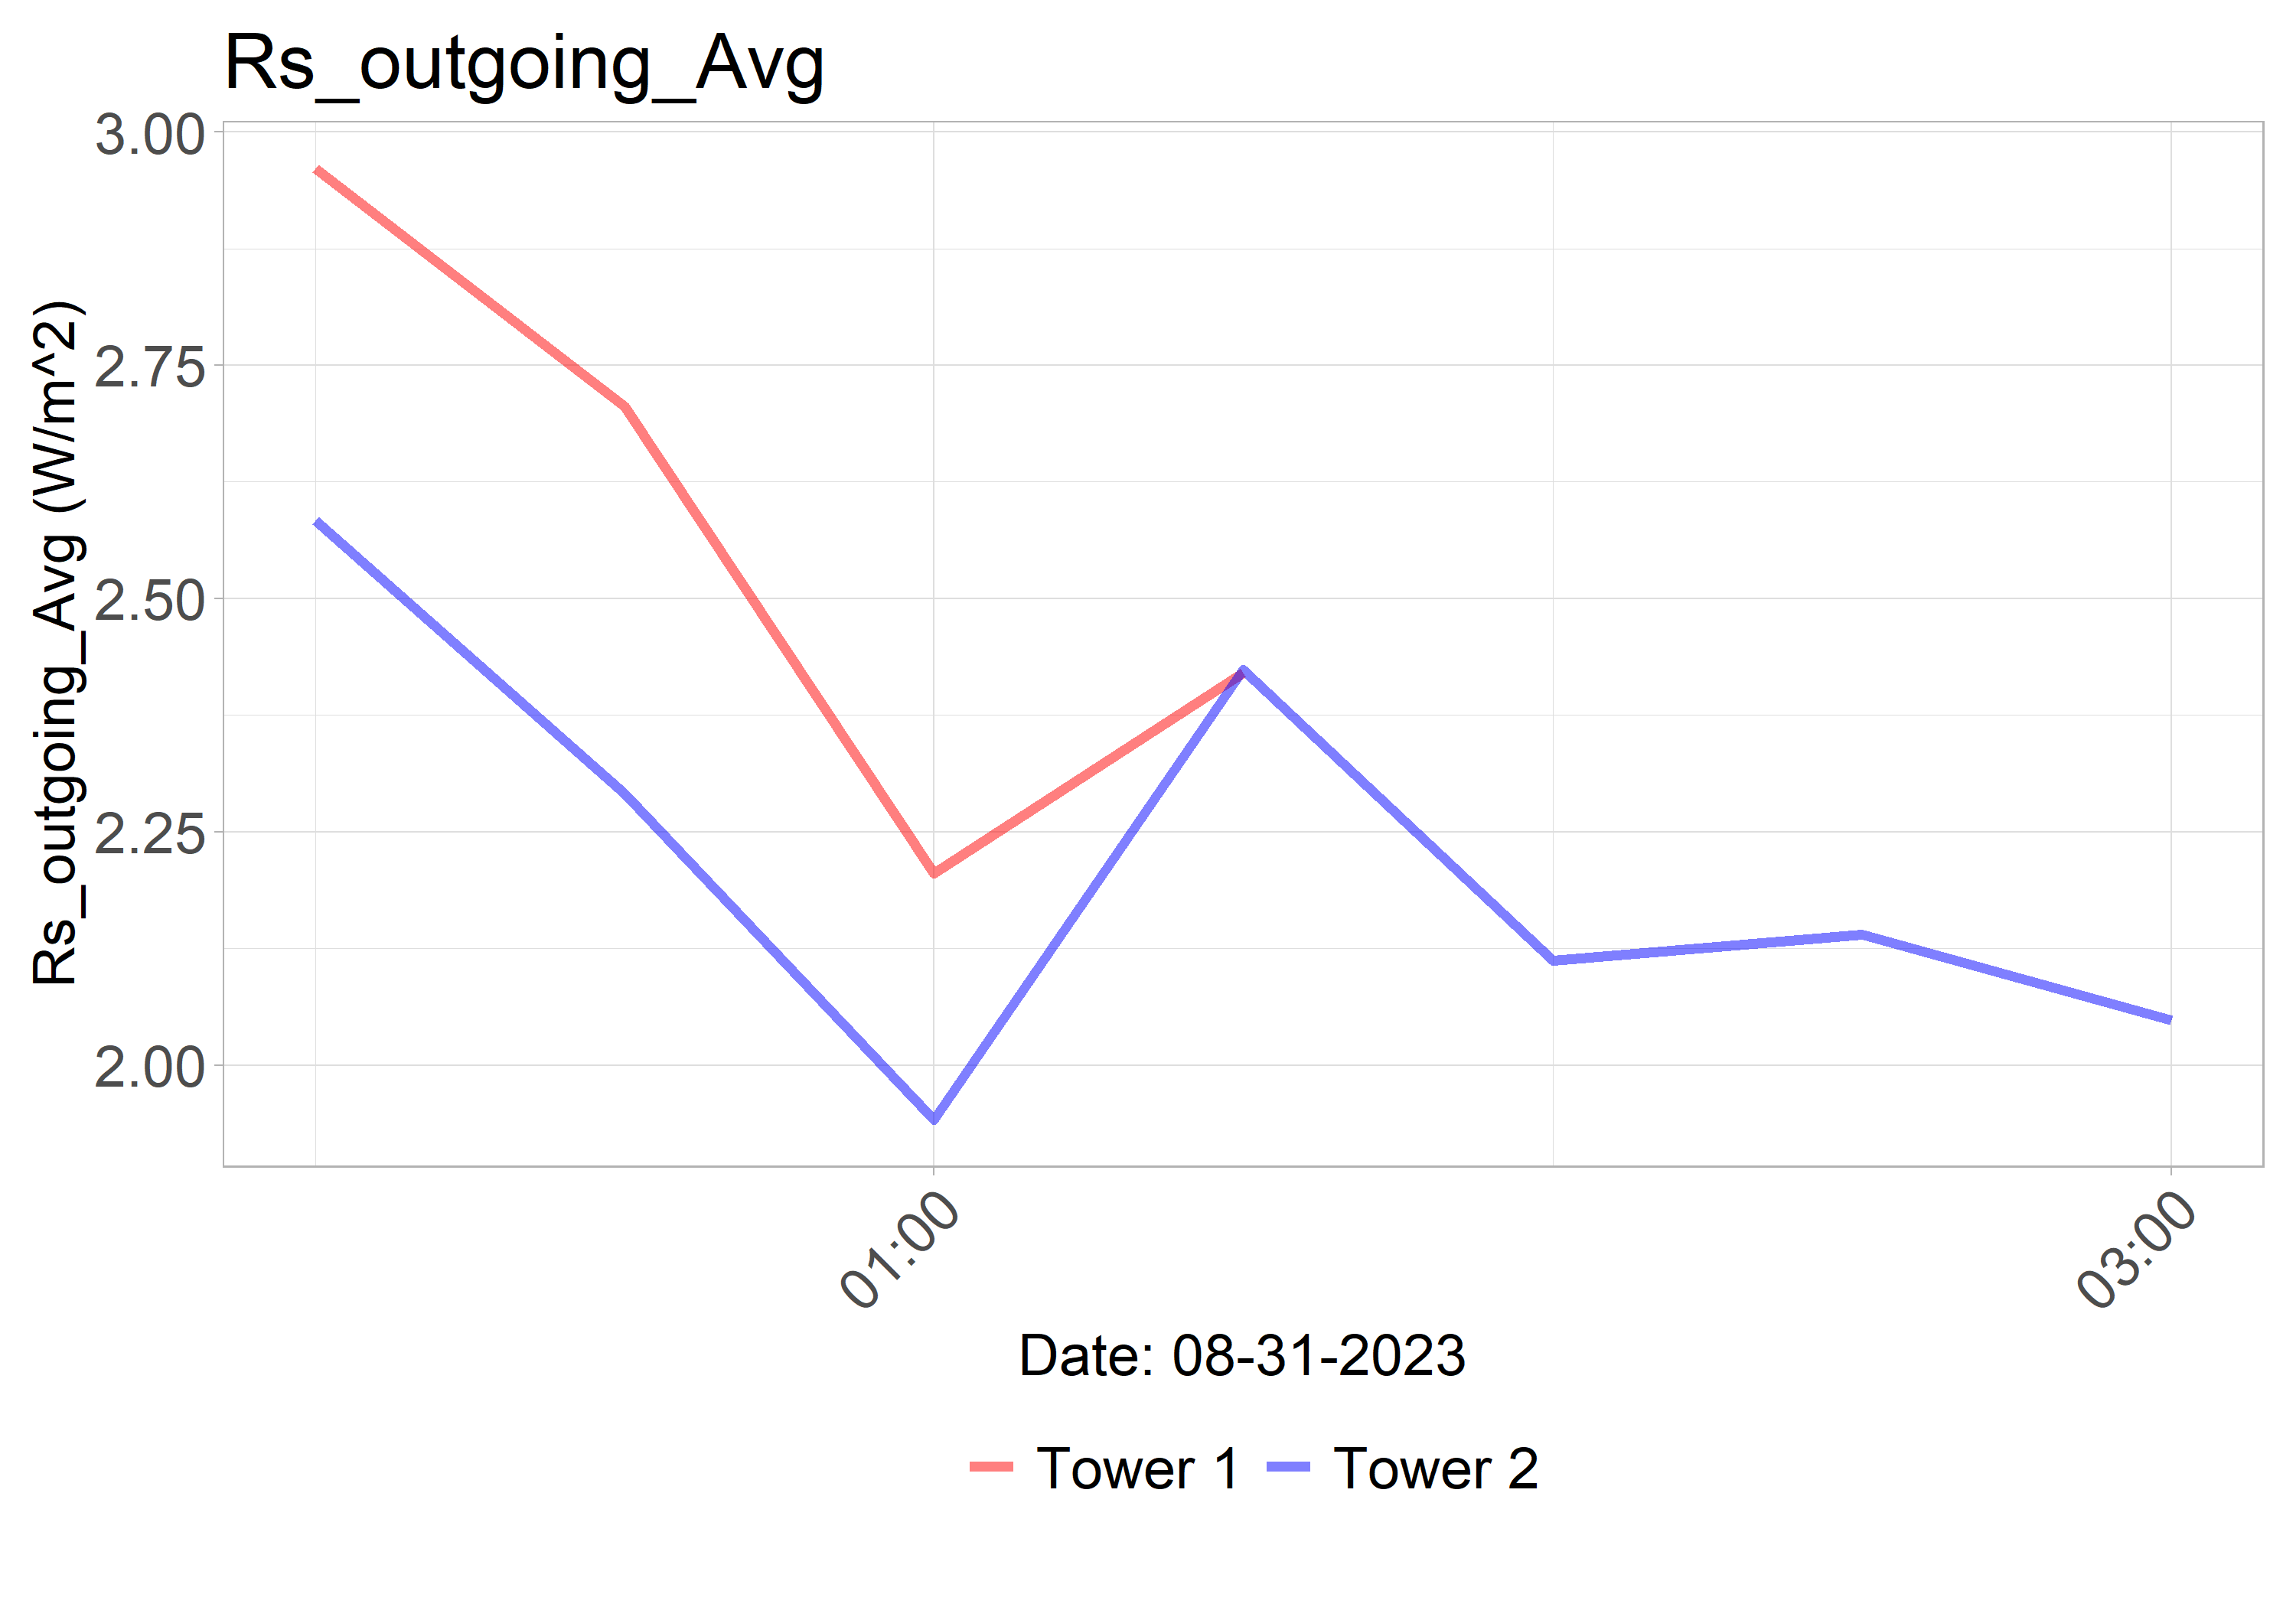 Rs_outgoing_Avg
Rs_outgoing_Avg (W/m^2)
3.00
2.75
2.50
2.25
2.00
01:00
03:00
Date: 08-31-2023
Tower 1
Tower 2